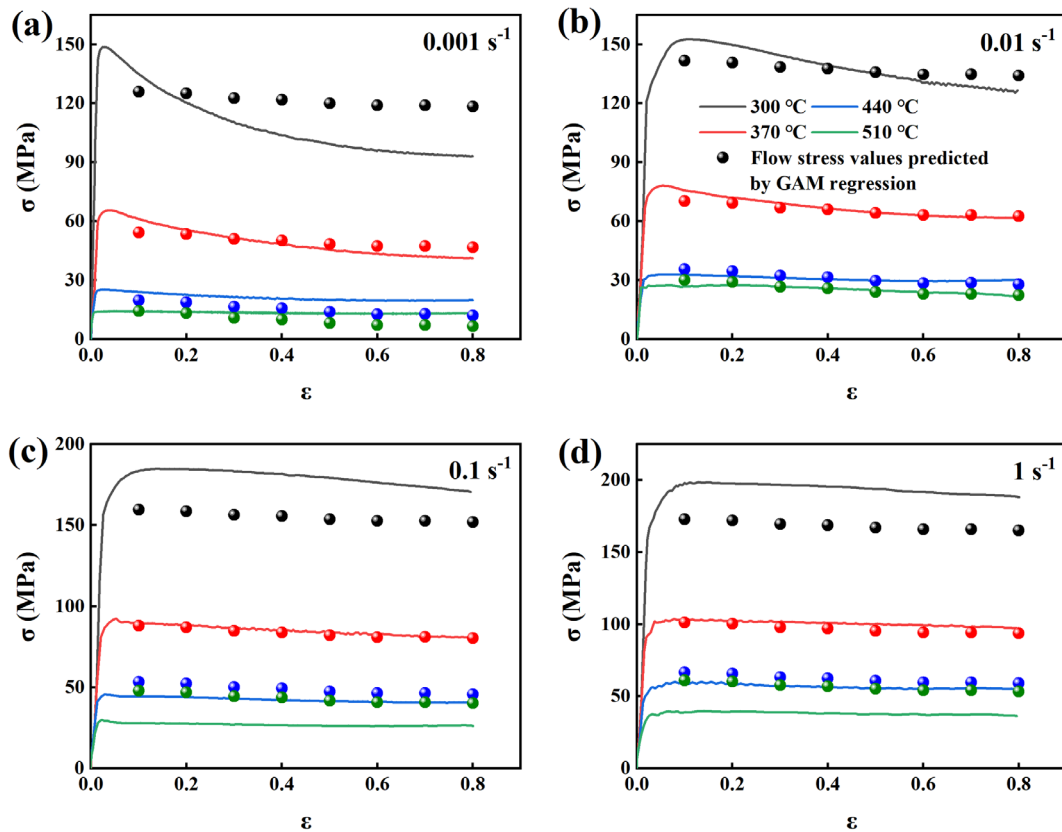 (a)
0.001 s⁻¹
150
120
90
60
30
0
σ (MPa)
0.0 0.2 0.4 0.6 0.8
ε
(b)
0.01 s⁻¹
150
120
90
60
30
0
σ (MPa)
300 °C 440 °C
370 °C 510 °C
Flow stress values predicted
by GAM regression
0.0 0.2 0.4 0.6 0.8
ε
(c)
0.1 s⁻¹
200
150
100
50
0
σ (MPa)
0.0 0.2 0.4 0.6 0.8
ε
(d)
1 s⁻¹
200
150
100
50
0
σ (MPa)
0.0 0.2 0.4 0.6 0.8
ε